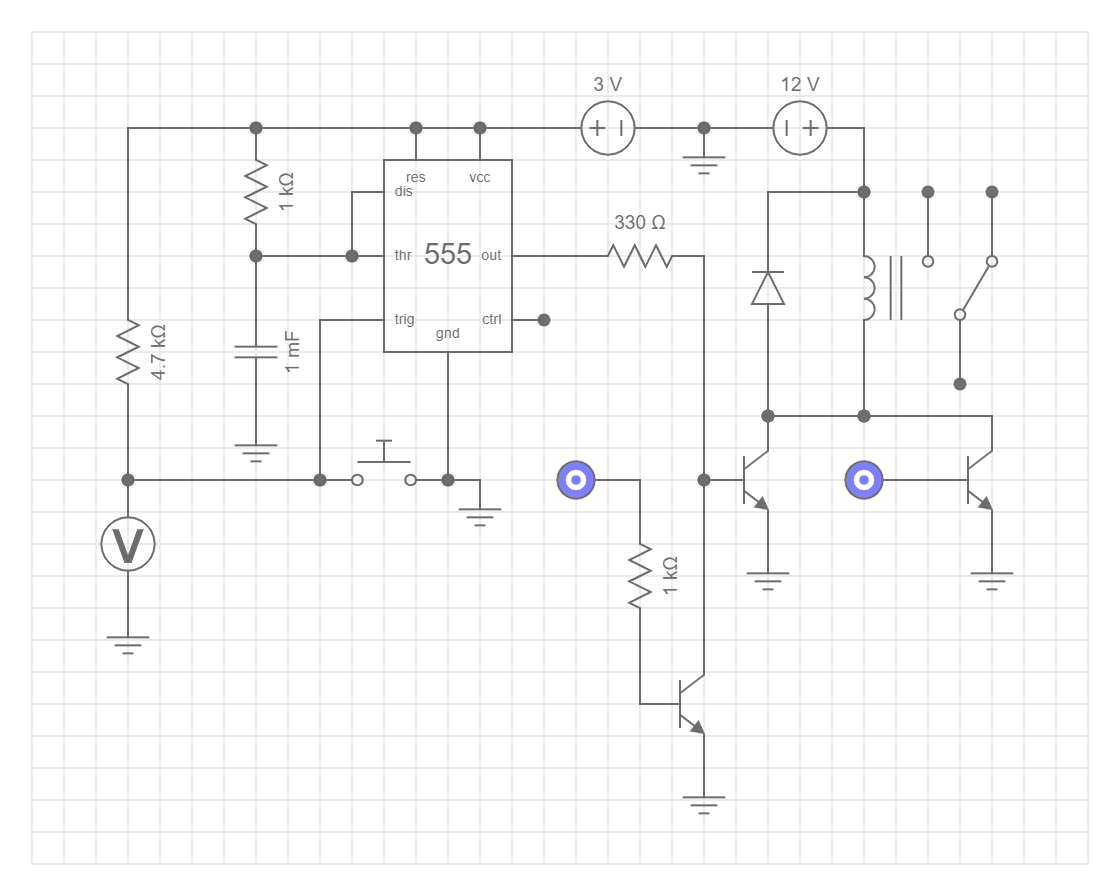 3 V
12 V
res
vcc
dis
1 kΩ
330 Ω
thr
555
out
trig
ctrl
gnd
4.7 kΩ
1 mF
V
1 kΩ